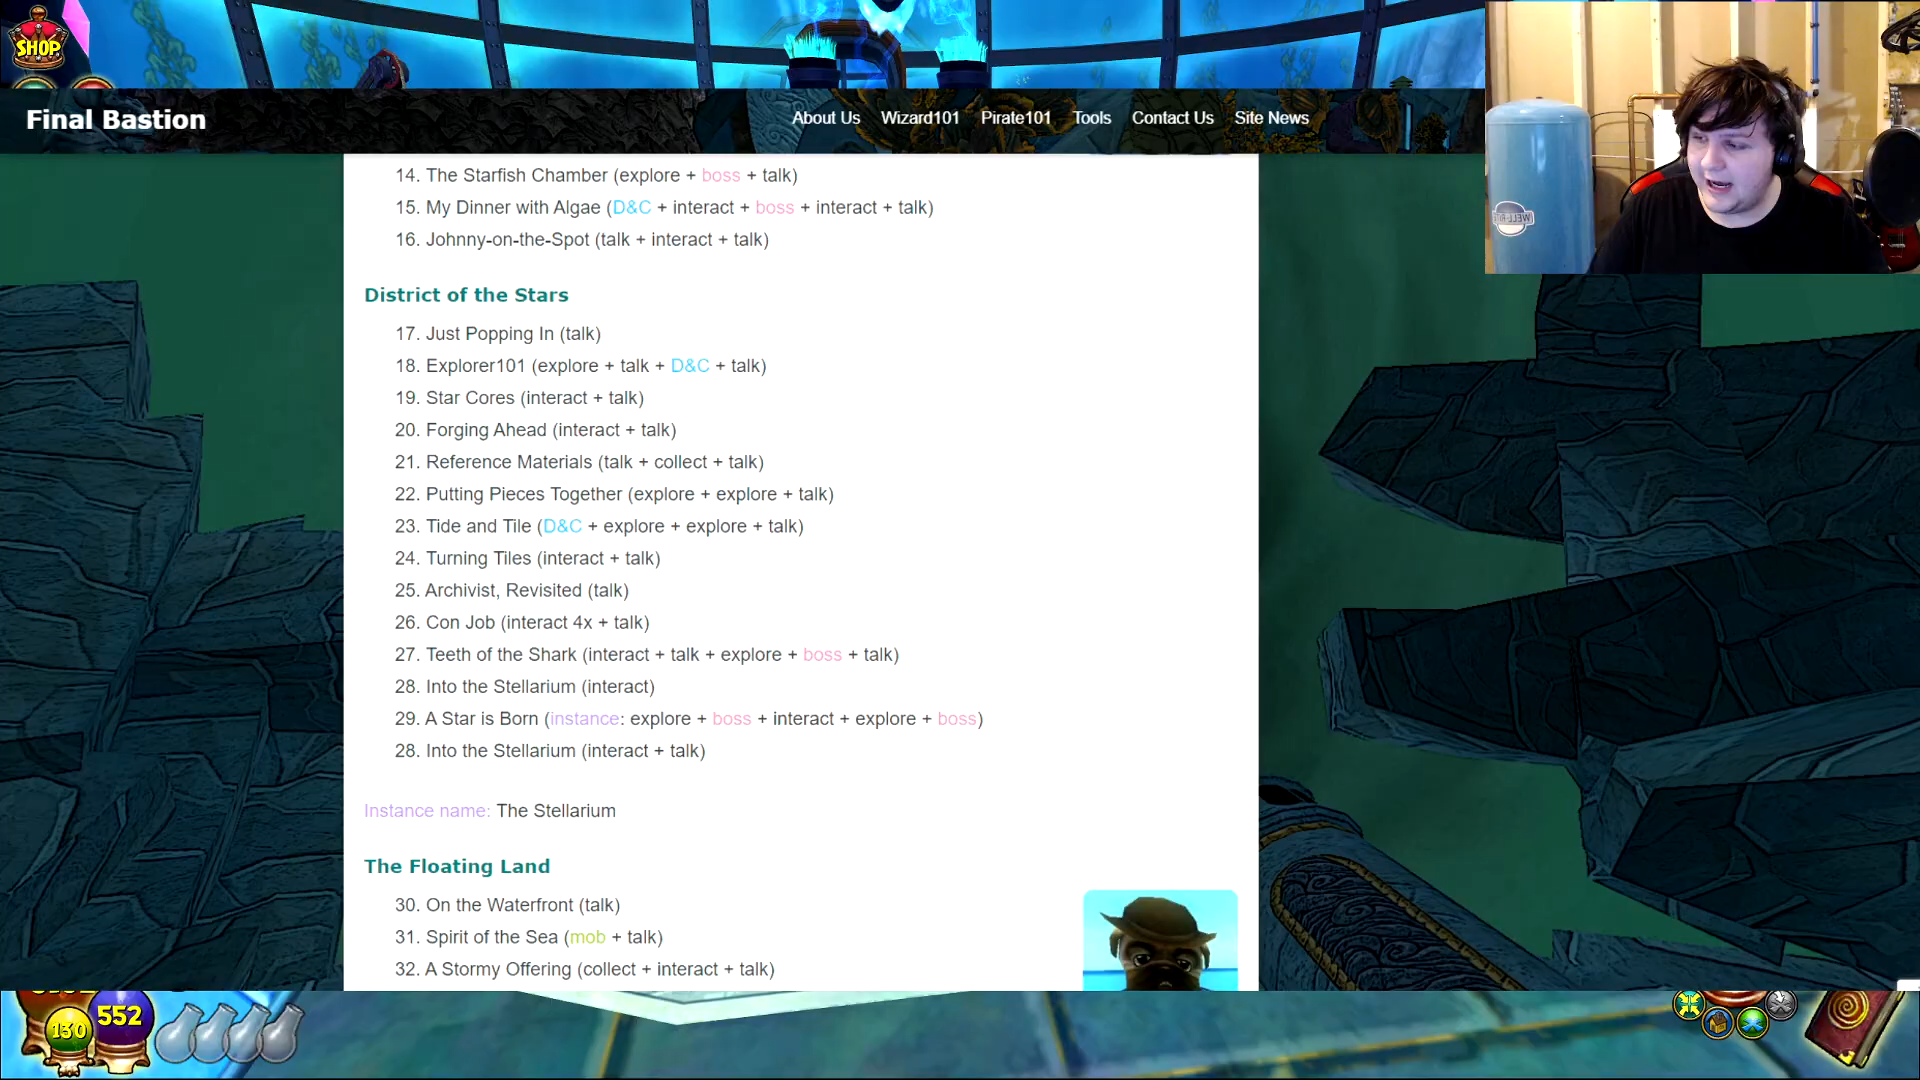 SHOP
Final Bastion
About Us Wizard101 Pirate101 Tools Contact Us Site News
14. The Starfish Chamber (explore + boss + talk)
15. My Dinner with Algae (D&C + interact + boss + interact + talk)
16. Johnny-on-the-Spot (talk + interact + talk)
District of the Stars
17. Just Popping In (talk)
18. Explorer101 (explore + talk + D&C + talk)
19. Star Cores (interact + talk)
20. Forging Ahead (interact + talk)
21. Reference Materials (talk + collect + talk)
22. Putting Pieces Together (explore + explore + talk)
23. Tide and Tile (D&C + explore + explore + talk)
24. Turning Tiles (interact + talk)
25. Archivist, Revisited (talk)
26. Con Job (interact 4x + talk)
27. Teeth of the Shark (interact + talk + explore + boss + talk)
28. Into the Stellarium (interact)
29. A Star is Born (instance: explore + boss + interact + explore + boss)
28. Into the Stellarium (interact + talk)
Instance name: The Stellarium
The Floating Land
30. On the Waterfront (talk)
31. Spirit of the Sea (mob + talk)
32. A Stormy Offering (collect + interact + talk)
130 552